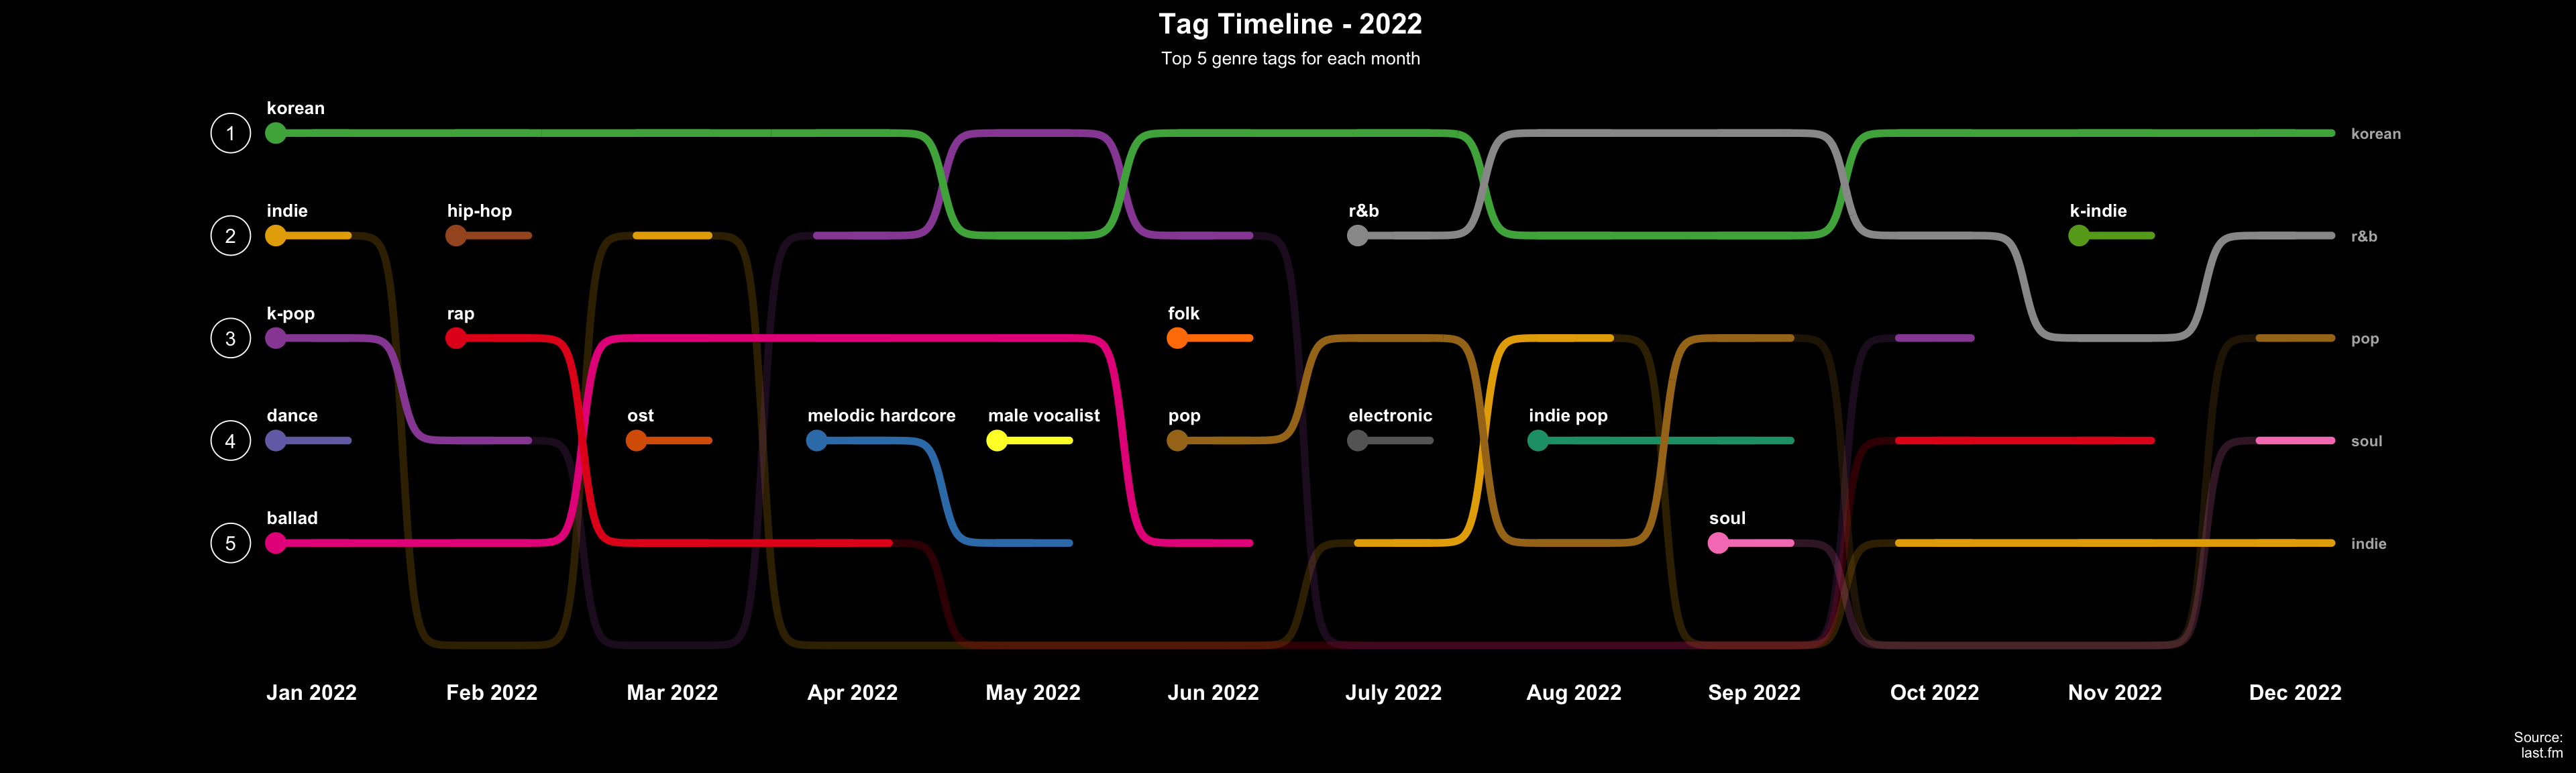 Tag Timeline - 2022
Top 5 genre tags for each month
korean
1
korean
indie
hip-hop
r&b
k-indie
2
r&b
k-pop
rap
folk
3
pop
dance
ost
melodic hardcore
male vocalist
pop
electronic
indie pop
4
soul
ballad
soul
5
indie
Jan 2022
Feb 2022
Mar 2022
Apr 2022
May 2022
Jun 2022
July 2022
Aug 2022
Sep 2022
Oct 2022
Nov 2022
Dec 2022
Source:
last.fm